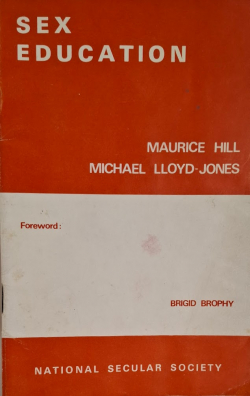 SEX
EDUCATION
MAURICE HILL
MICHAEL LLOYD-JONES
Foreword:
BRIGID BROPHY
NATIONAL SECULAR SOCIETY